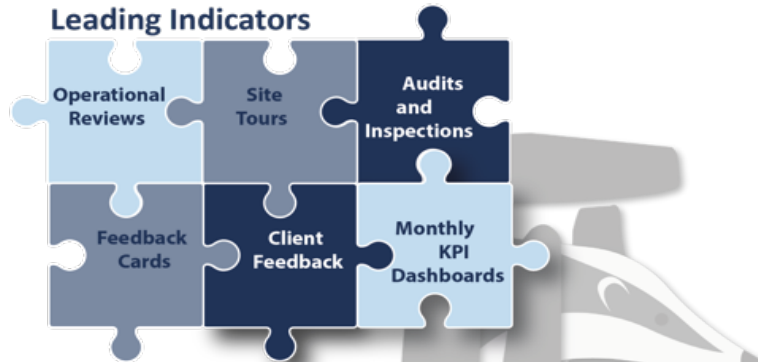 Leading Indicators
Operational
Reviews
Site
Tours
Audits
and
Inspections
Feedback
Cards
Client
Feedback
Monthly
KPI
Dashboards